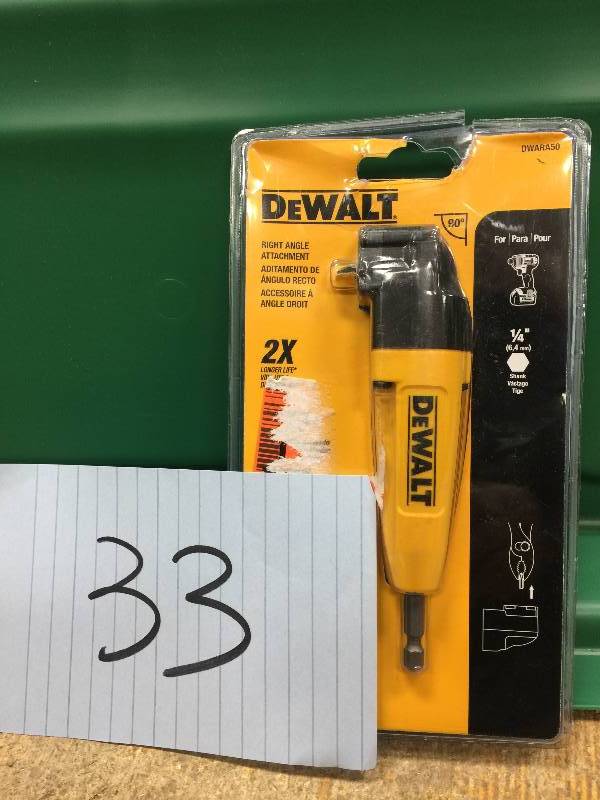 DWARA50
DEWALT
90°
RIGHT ANGLE
ATTACHMENT
ADITAMENTO DE
ÁNGULO RECTO
ACCESSOIRE À
ANGLE DROIT
For | Para | Pour
1/4"
(6,4 mm)
Shank
Vástago
Tige
2X
LONGER LIFE*
DEWALT
33